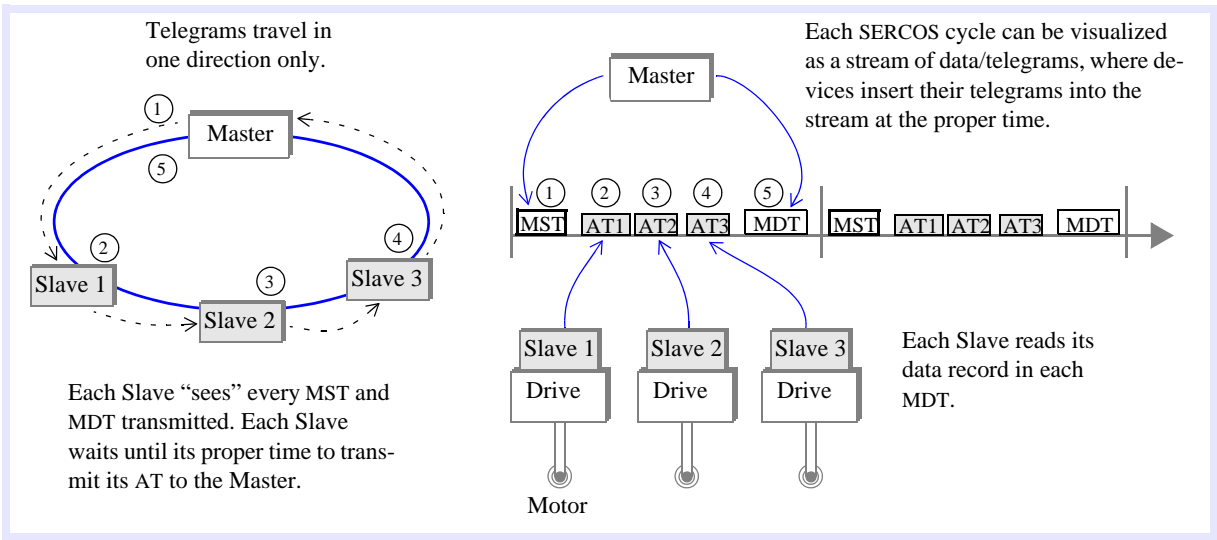 Telegrams travel in
one direction only.
1
Master
5
2
Slave 1
3
Slave 2
4
Slave 3
Each Slave “sees” every MST and
MDT transmitted. Each Slave
waits until its proper time to trans-
mit its AT to the Master.
Each SERCOS cycle can be visualized
as a stream of data/telegrams, where de-
vices insert their telegrams into the
stream at the proper time.
Master
1 2 3 4 5
MST AT1 AT2 AT3 MDT MST AT1 AT2 AT3 MDT
Slave 1 Slave 2 Slave 3
Drive Drive Drive
Motor
Each Slave reads its
data record in each
MDT.